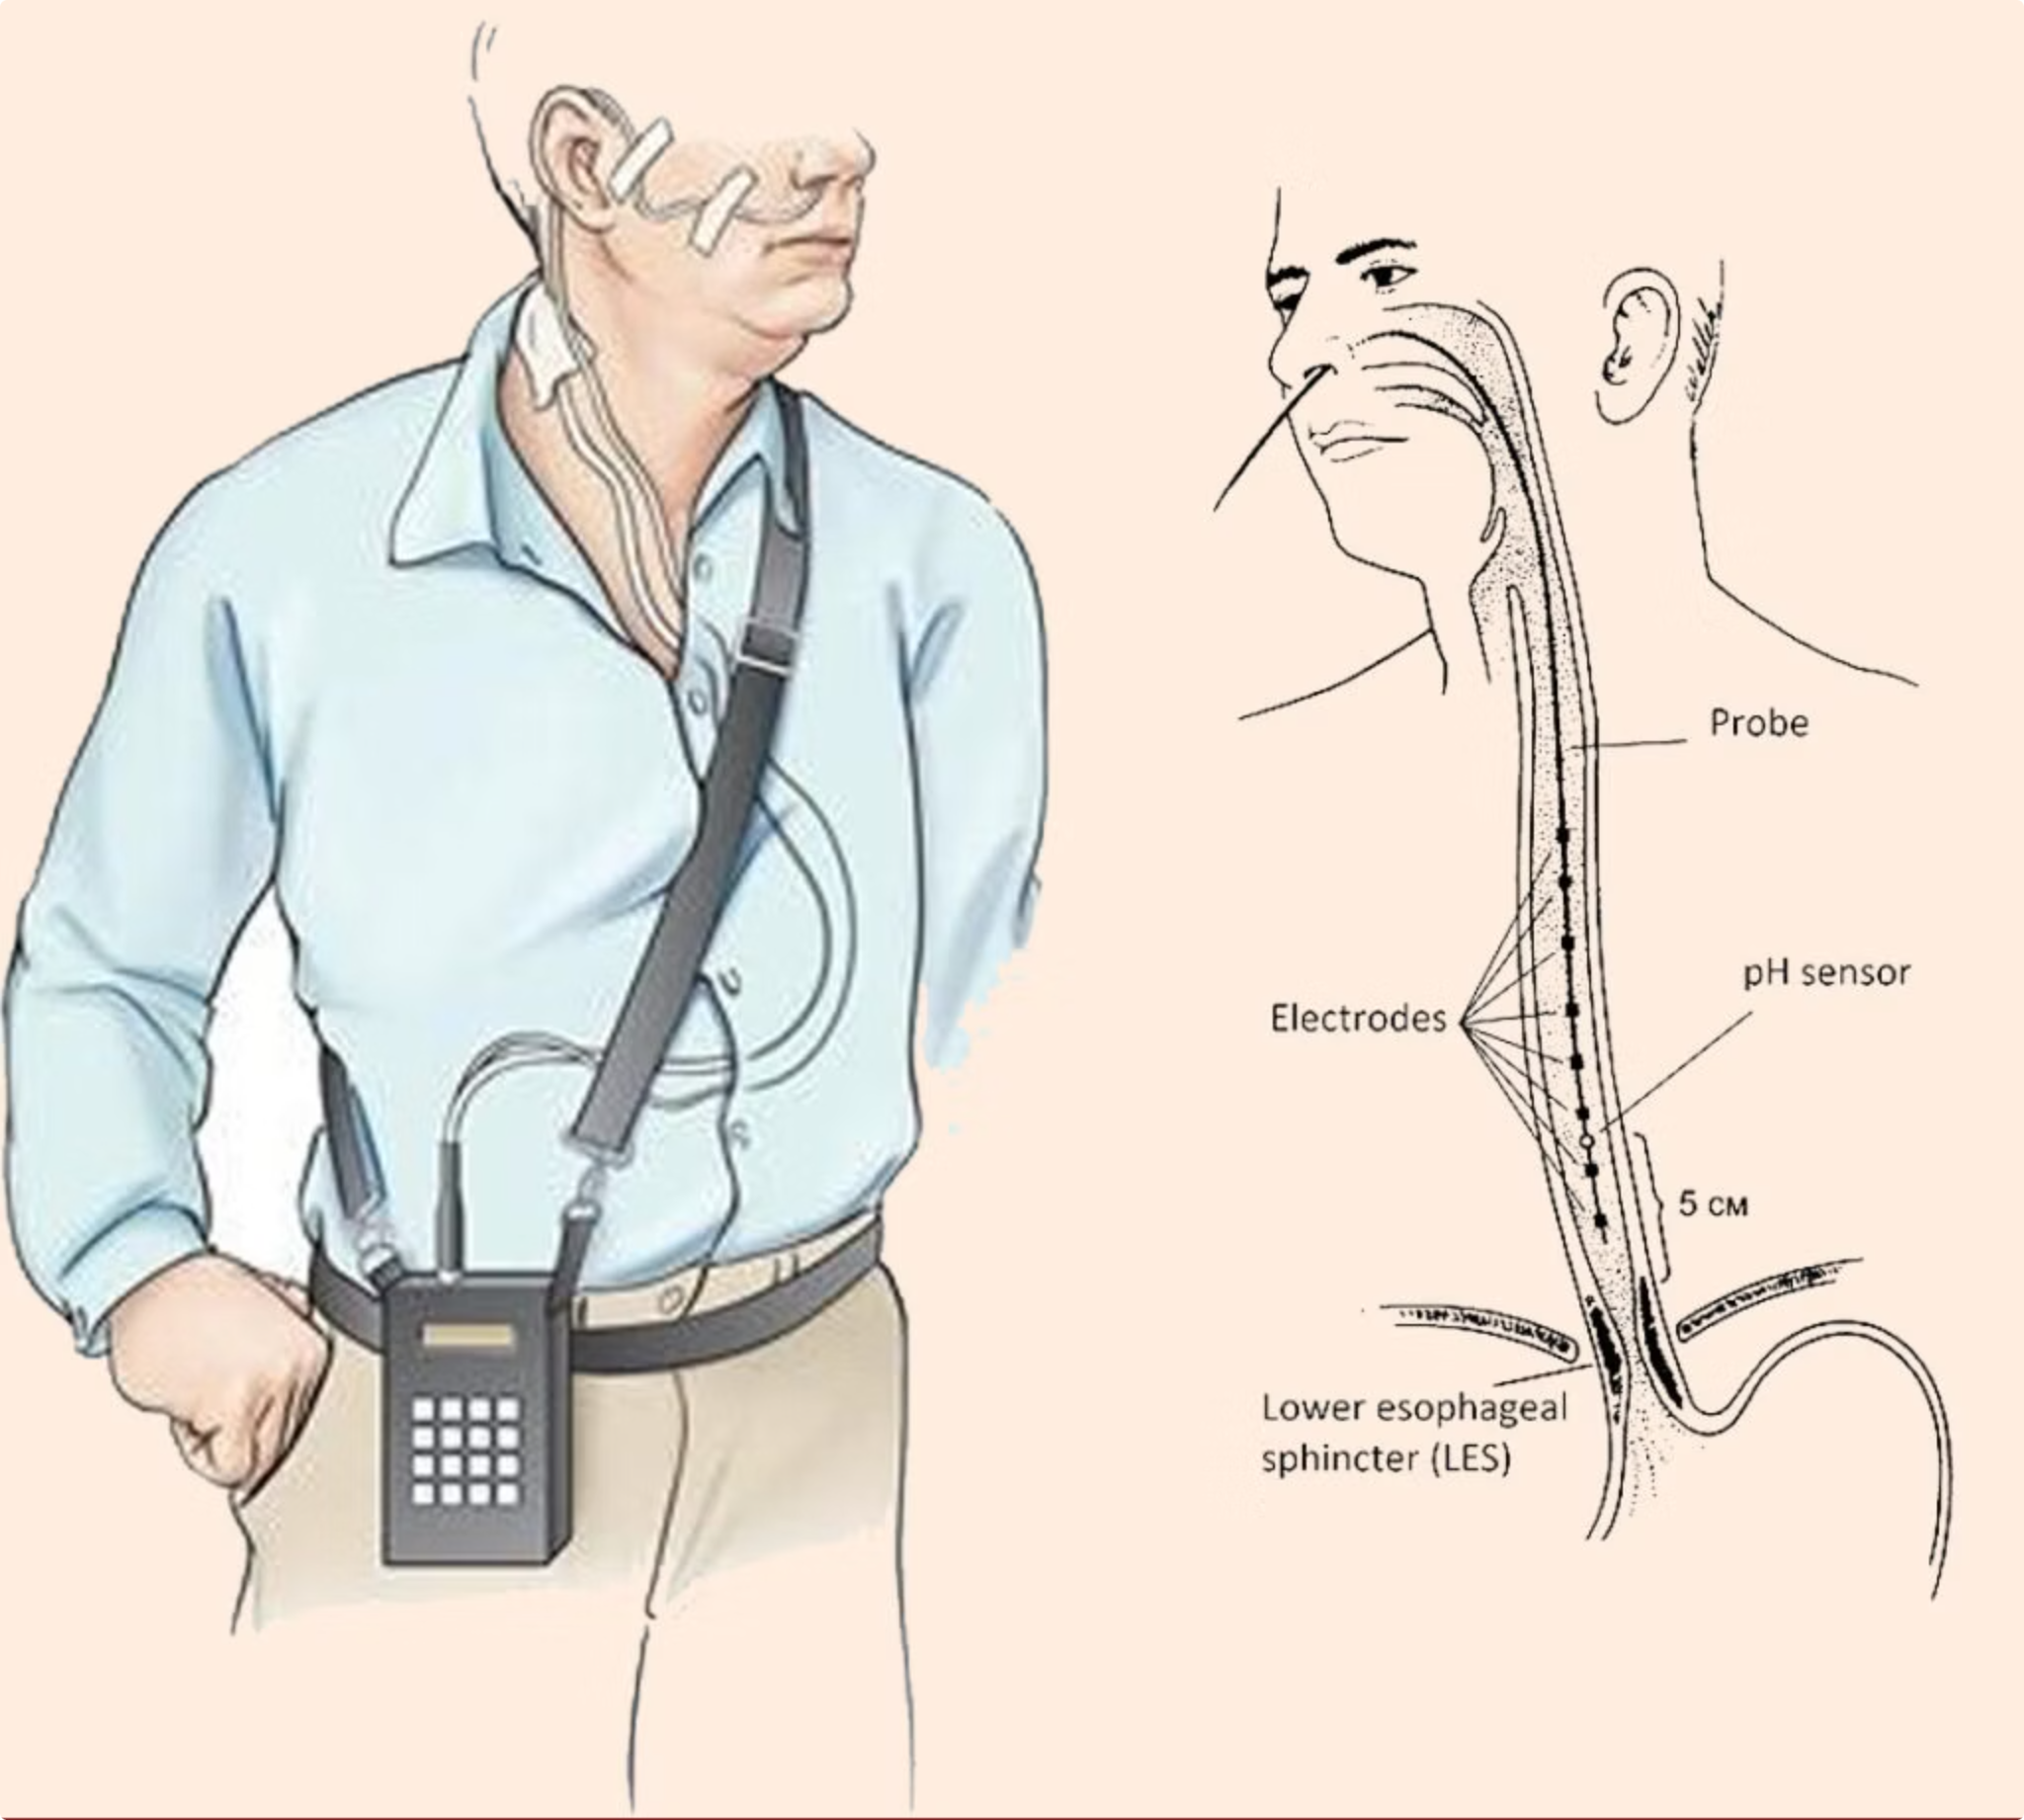 Probe
pH sensor
Electrodes
5 см
Lower esophageal
sphincter (LES)